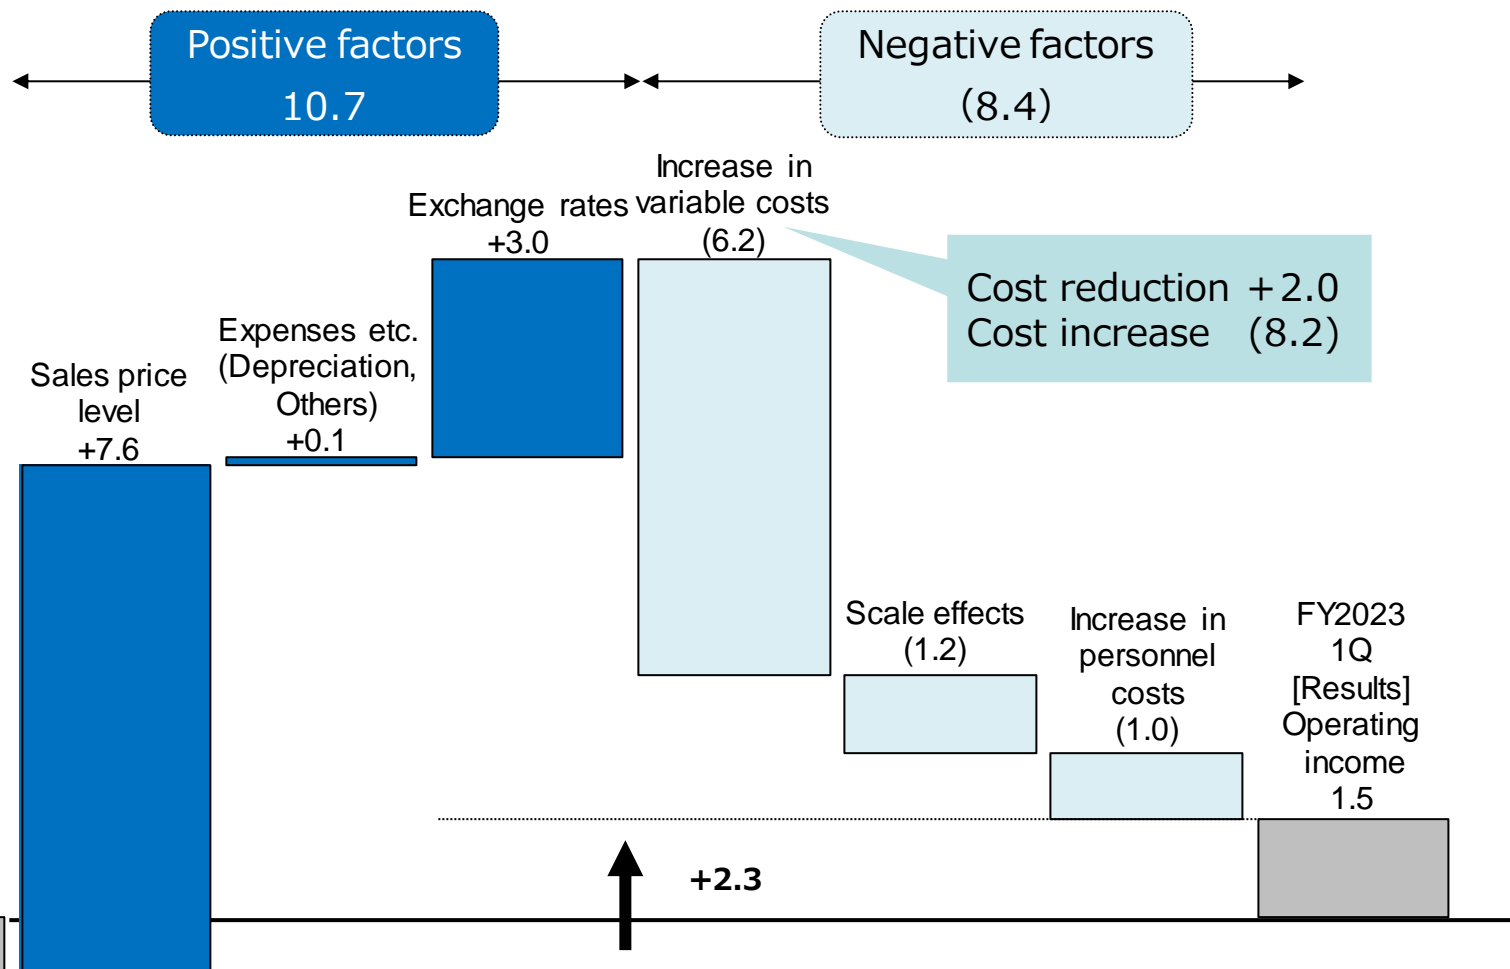 Positive factors
10.7
Negative factors
(8.4)
Sales price
level
+7.6
Expenses etc.
(Depreciation,
Others)
+0.1
Exchange rates
+3.0
Increase in
variable costs
(6.2)
Cost reduction +2.0
Cost increase (8.2)
Scale effects
(1.2)
Increase in
personnel
costs
(1.0)
FY2023
1Q
[Results]
Operating
income
1.5
+2.3